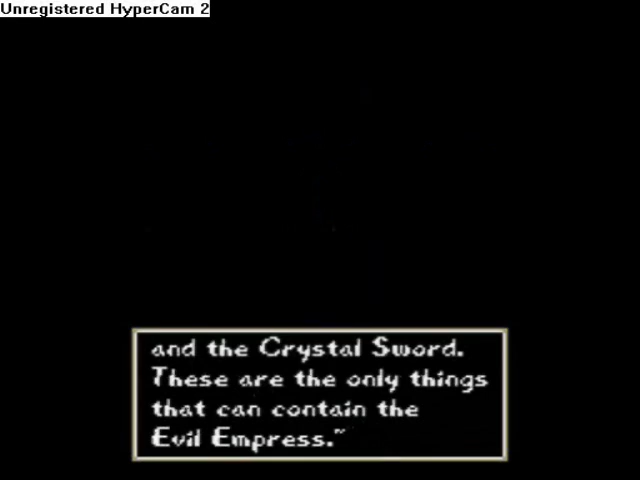 Unregistered HyperCam 2
and the Crystal Sword.
These are the only things
that can contain the
Evil Empress.~